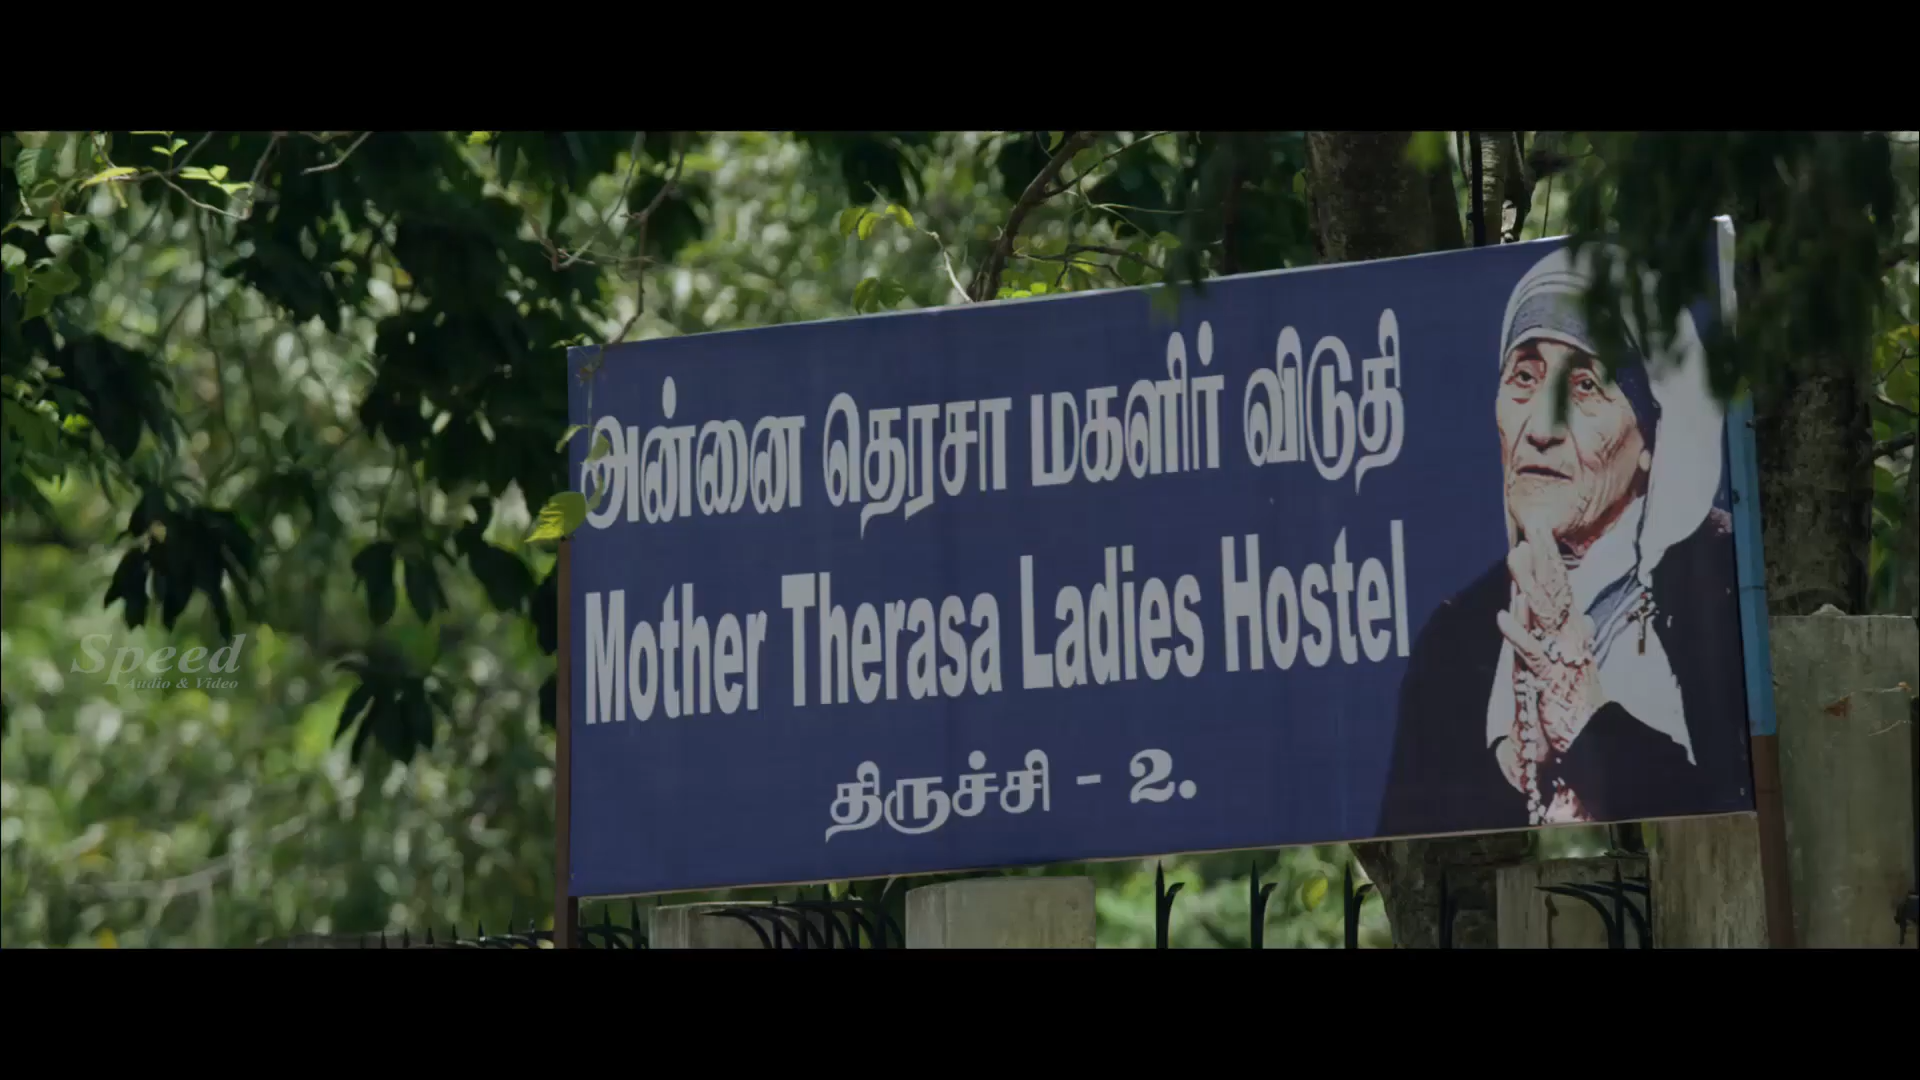 அன்னை தெரசா மகளிர் விடுதி
Mother Therasa Ladies Hostel
திருச்சி - 2.
Speed
Audio & Video